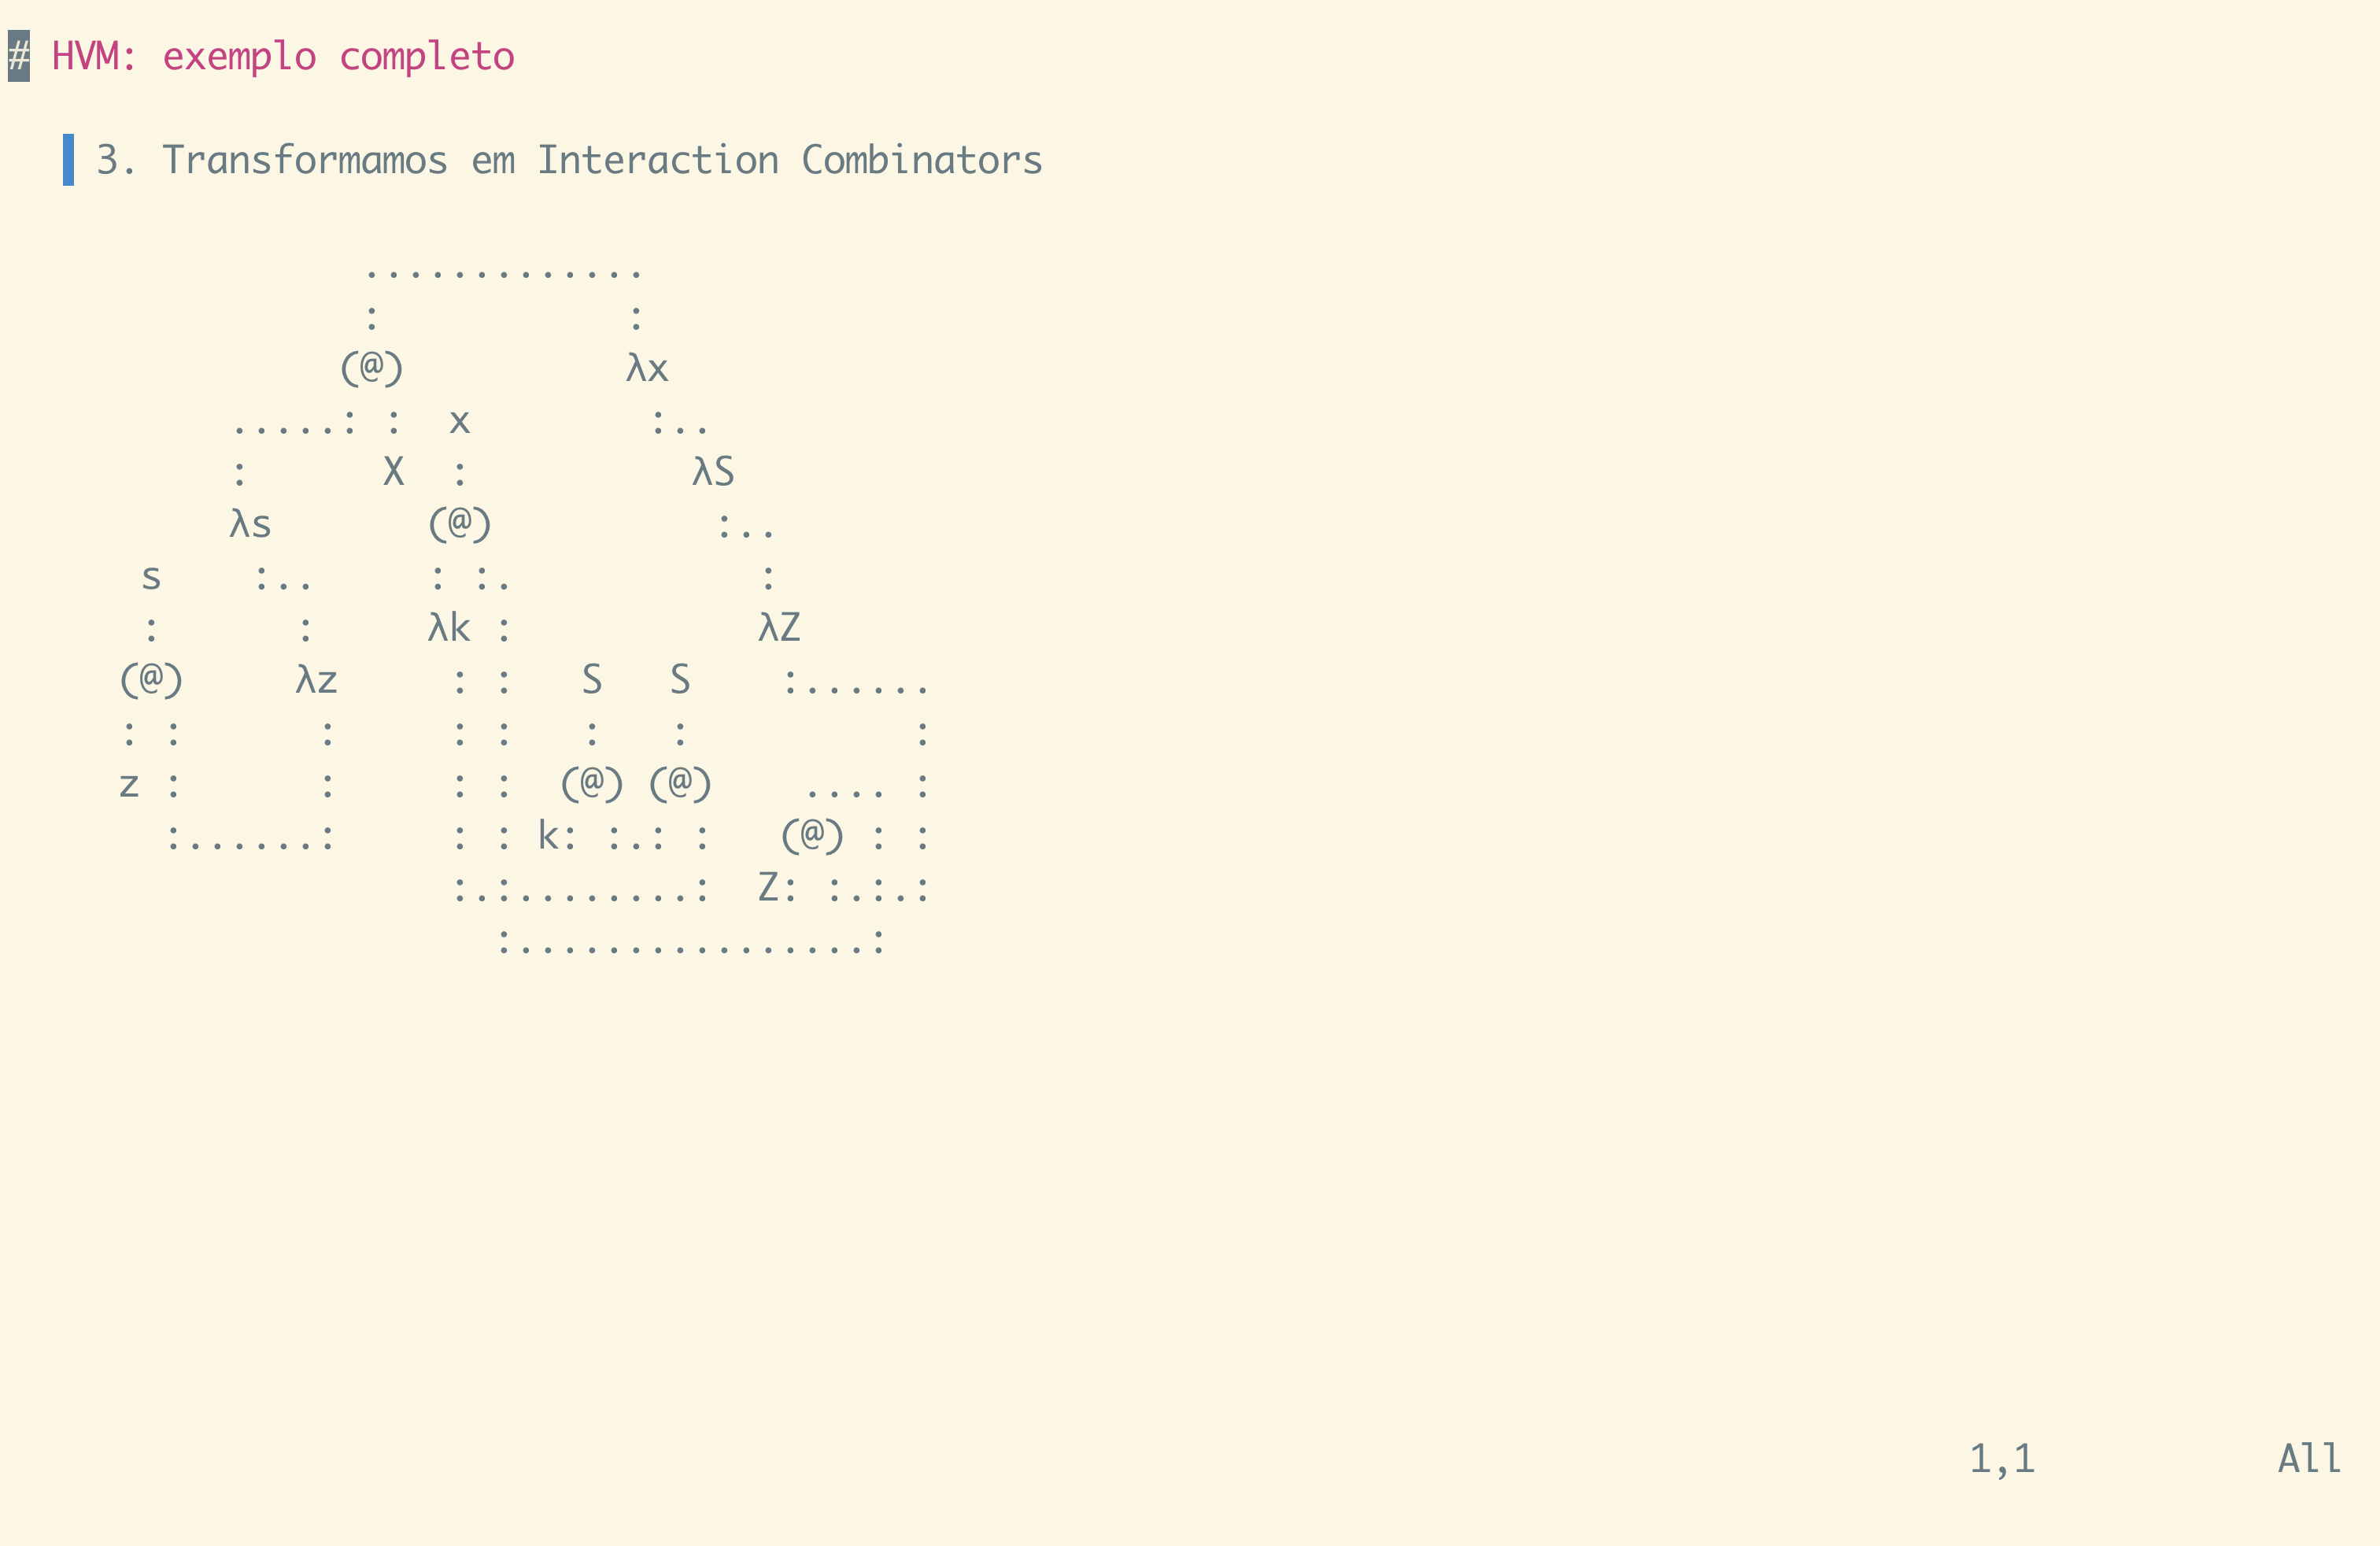 # HVM: exemplo completo
3. Transformamos em Interaction Combinators
.............
:           :
(@)          λx
.....: :  x        :..
:      X  :          λS
λs       (@)          :..
s    :..     : :.           :
:      :     λk :           λZ
(@)     λz     : :   S   S    :......
: :      :     : :   :   :          :
z :      :     : :  (@) (@)    .... :
:......:     : : k: :.: :   (@) : :
:.:........:  Z: :.:.:
:................:
1,1           All